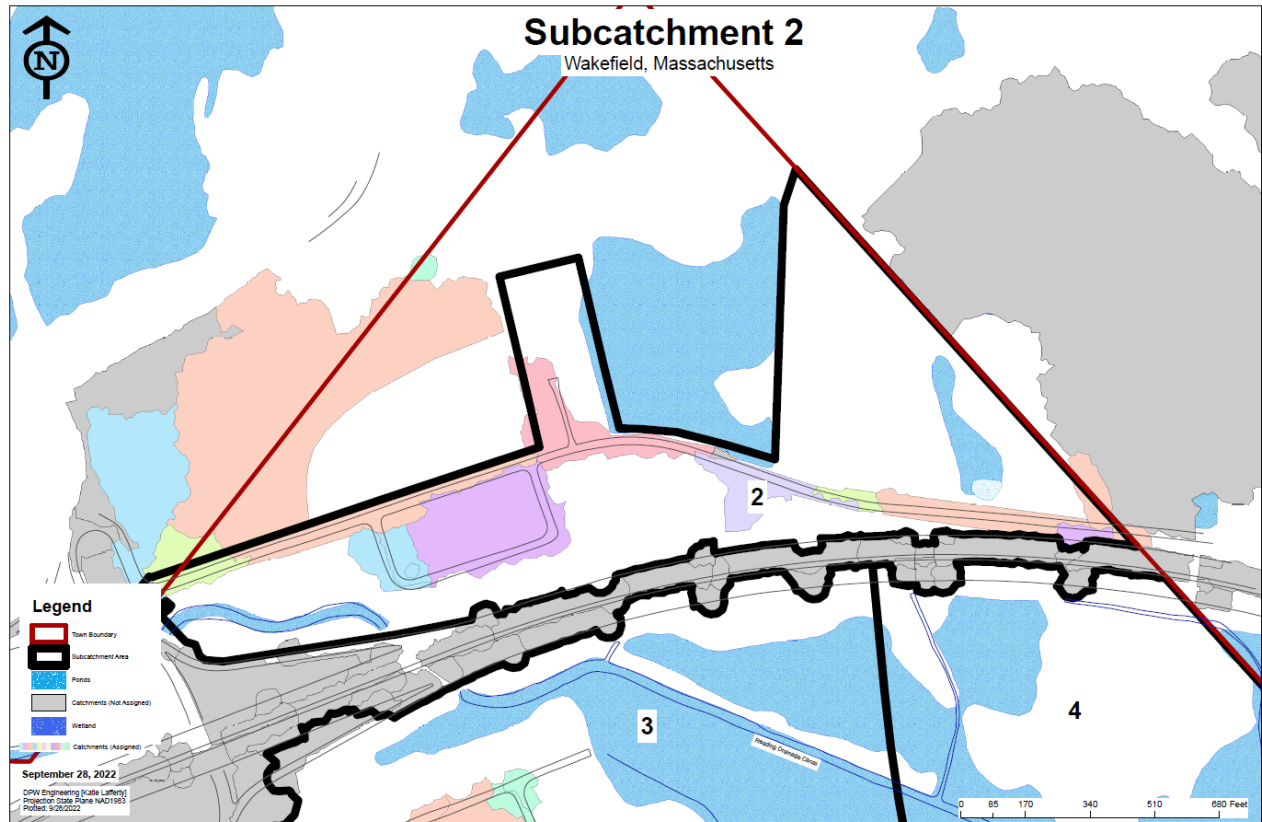 N
Subcatchment 2
Wakefield, Massachusetts
2
3
4
Reading Drainage Canal
Legend
Town Boundary
Subcatchment Area
Ponds
Catchments (Not Assigned)
Wetland
Catchments (Assigned)
September 28, 2022
DPW Engineering [Katie Lafferty]
Projection State Plane NAD1983
Plotted: 9/28/2022
0 85 170 340 510 680 Feet